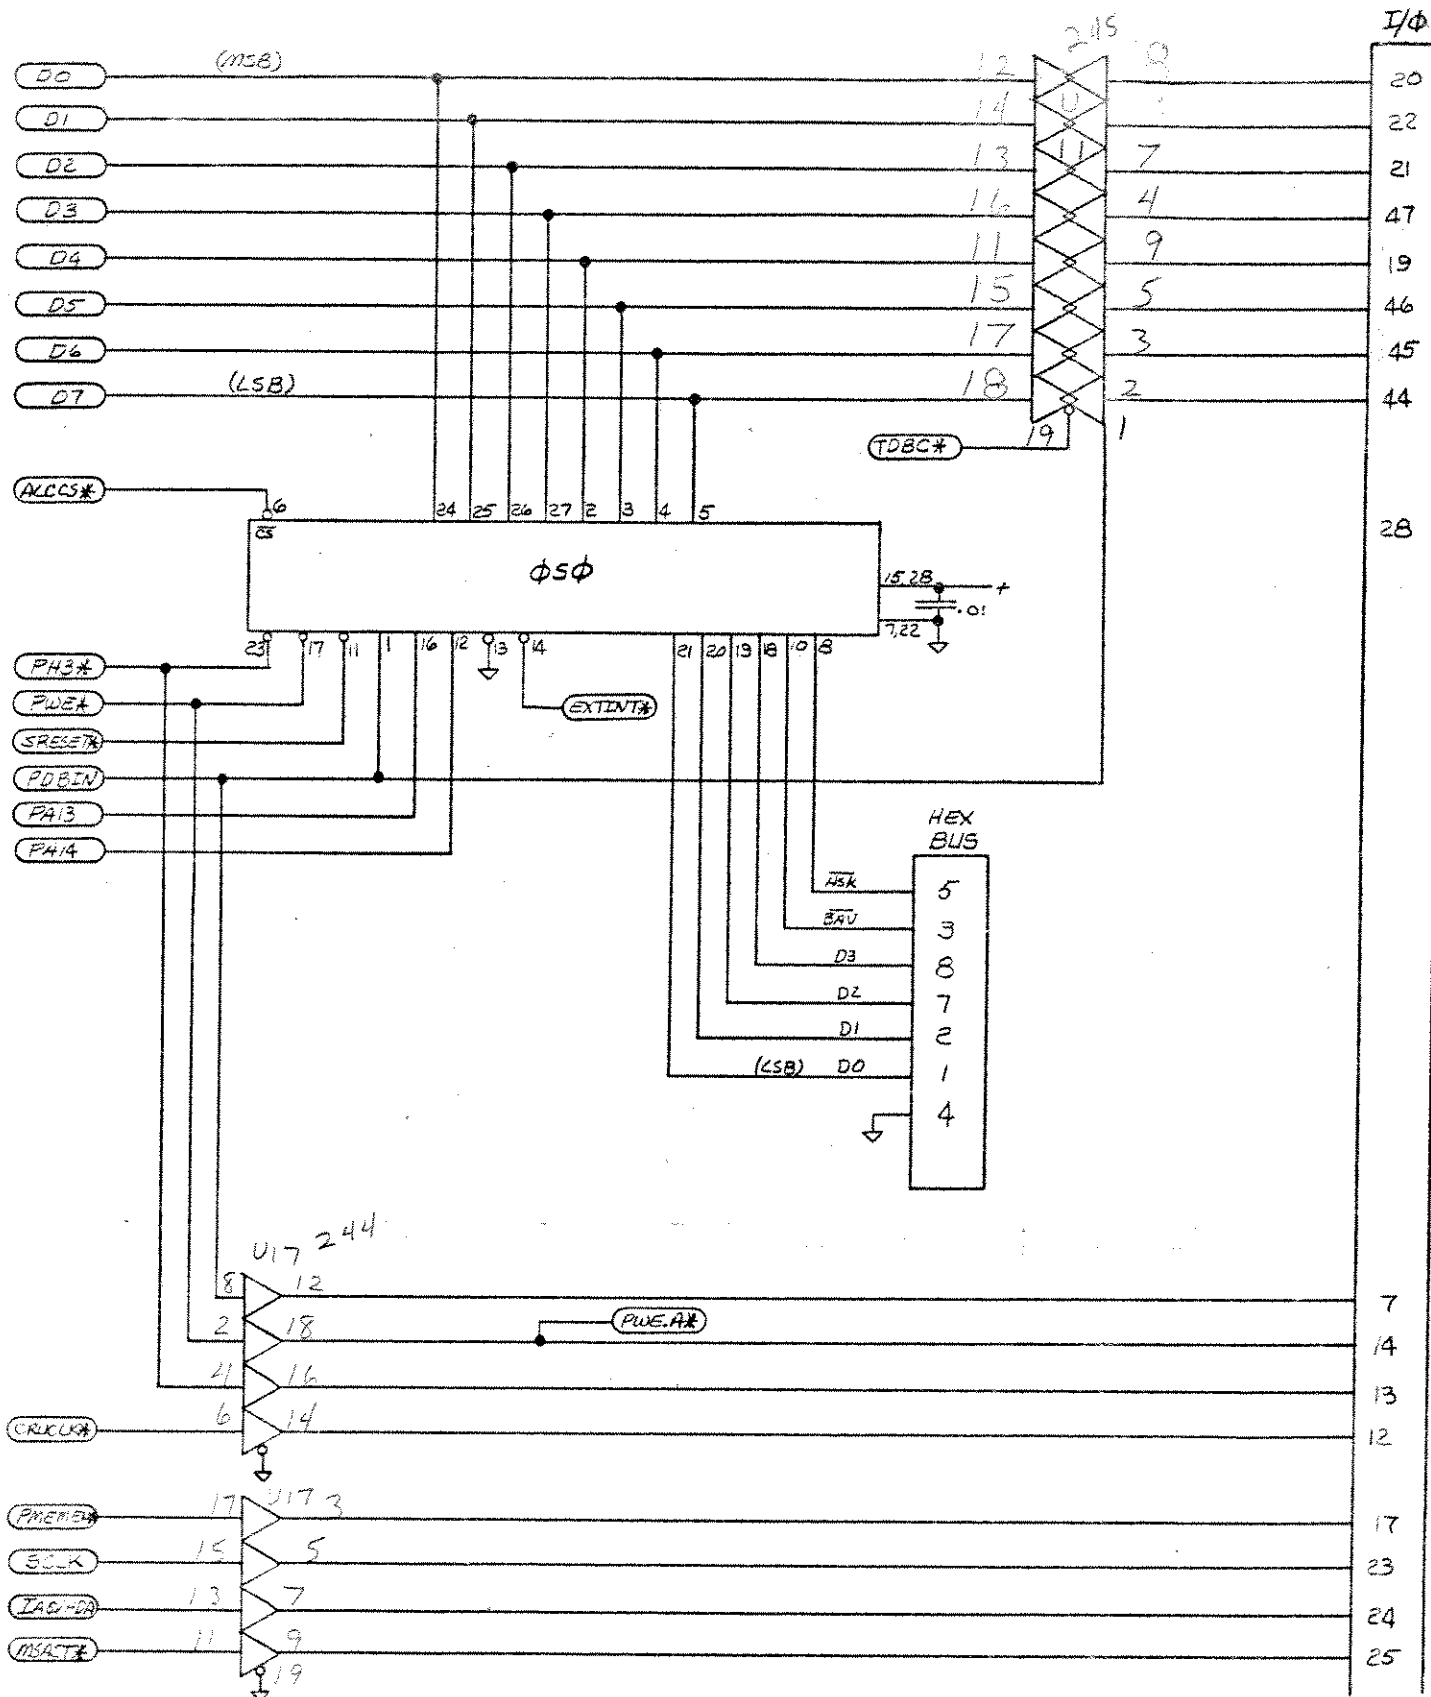 I/Φ
245
D0 (MSB) 12 8 20
D1 14 22
U
D2 13 7 21
11
D3 16 4 47
D4 11 9 19
D5 15 5 46
D6 17 3 45
D7 (LSB) 18 2 44
TDBC* 19 1
ALCCS* 6 24 25 26 27 2 3 4 5 28
CS
Φ5Φ
15,28 +
.01
7,22
23 17 11 1 16 12 13 14 21 20 19 18 10 8
PH3*
PWE* EXTINT*
SRESET*
PDBIN
PA13
PA14
HEX
BUS
HSK 5
BAV 3
D3 8
D2 7
D1 2
(LSB) D0 1
4
U17 244
8 12 7
PWE.A*
2 18 14
4 16 13
CRUCLK* 6 14 12
U17
PMEMEN* 17 3 17
SCLK 15 5 23
13 7 24
MSACT* 11 9 25
19